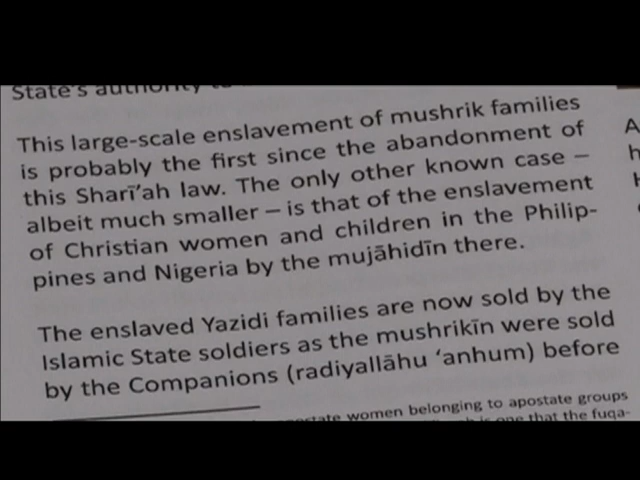 State's authority
This large-scale enslavement of mushrik families
is probably the first since the abandonment of
this Sharī'ah law. The only other known case –
albeit much smaller – is that of the enslavement
of Christian women and children in the Philip-
pines and Nigeria by the mujāhidīn there.
The enslaved Yazidi families are now sold by the
Islamic State soldiers as the mushrikīn were sold
by the Companions (radiyallāhu 'anhum) before
women belonging to apostate groups
is one that the fuqa-